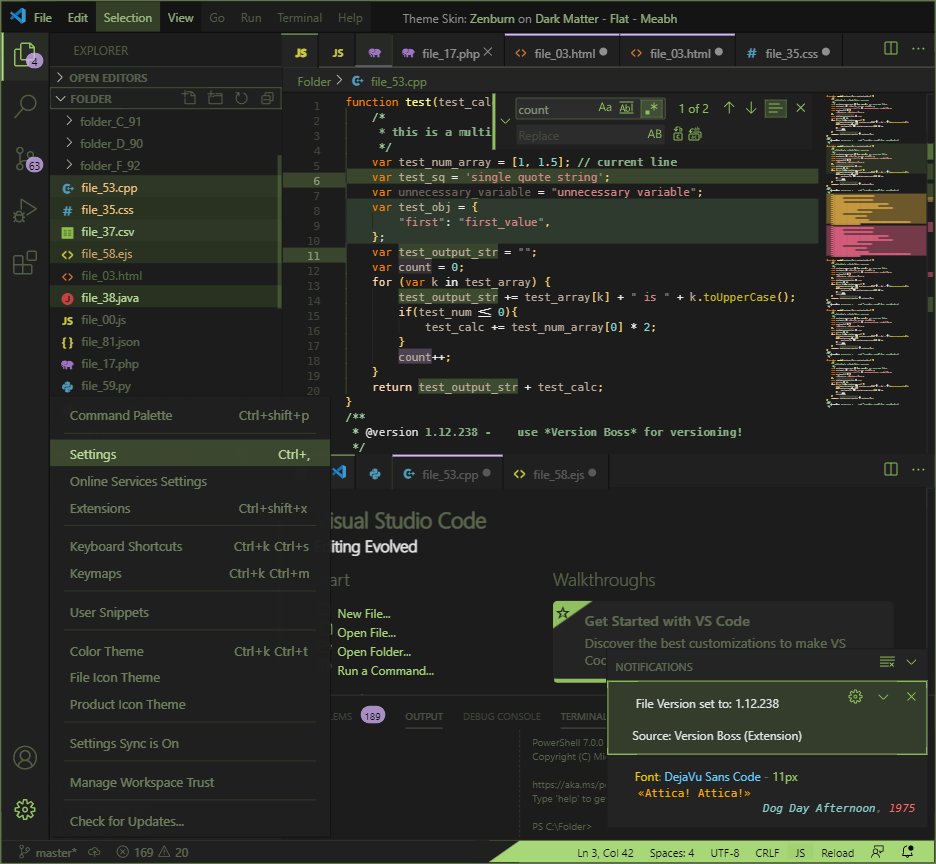 File Edit Selection View Go Run Terminal Help Theme Skin: Zenburn on Dark Matter - Flat - Meabh
4
63
EXPLORER
OPEN EDITORS
FOLDER
folder_C_91
folder_D_90
folder_F_92
file_53.cpp
file_35.css
file_37.csv
file_58.ejs
file_03.html
file_38.java
JS file_00.js
{} file_81.json
file_17.php
file_59.py
JS JS file_17.php file_03.html file_03.html # file_35.css
Folder > file_53.cpp
count Aa Abl .* 1 of 2
Replace AB
1 function test(test_cal
2 /*
3 * this is a multi
4 */
5 var test_num_array = [1, 1.5]; // current line
6 var test_sq = 'single quote string';
7 var unnecessary_variable = "unnecessary variable";
8 var test_obj = {
9 "first": "first_value",
10 };
11 var test_output_str = "";
12 var count = 0;
13 for (var k in test_array) {
14 test_output_str += test_array[k] + " is " + k.toUpperCase();
15 if(test_num ≤ 0){
16 test_calc += test_num_array[0] * 2;
17 }
18 count++;
19 }
20 return test_output_str + test_calc;
}
/**
* @version 1.12.238 - use *Version Boss* for versioning!
*/
Command Palette Ctrl+shift+p
Settings Ctrl+,
Online Services Settings
Extensions Ctrl+shift+x
Keyboard Shortcuts Ctrl+k Ctrl+s
Keymaps Ctrl+k Ctrl+m
User Snippets
Color Theme Ctrl+k Ctrl+t
File Icon Theme
Product Icon Theme
Settings Sync is On
Manage Workspace Trust
Check for Updates...
file_53.cpp file_58.ejs
isual Studio Code
iting Evolved
art
New File...
Open File...
Open Folder...
Run a Command...
Walkthroughs
Get Started with VS Code
Discover the best customizations to make VS
Coc
LEMS 189 OUTPUT DEBUG CONSOLE TERMINAL
PowerShell 7.0.0
Copyright (C) Mi
https://aka.ms/p
Type 'help' to ge
PS C:\Folder>
NOTIFICATIONS
File Version set to: 1.12.238
Source: Version Boss (Extension)
Font: DejaVu Sans Code - 11px
«Attica! Attica!»
Dog Day Afternoon, 1975
master* 169 20 Ln 3, Col 42 Spaces: 4 UTF-8 CRLF JS Reload